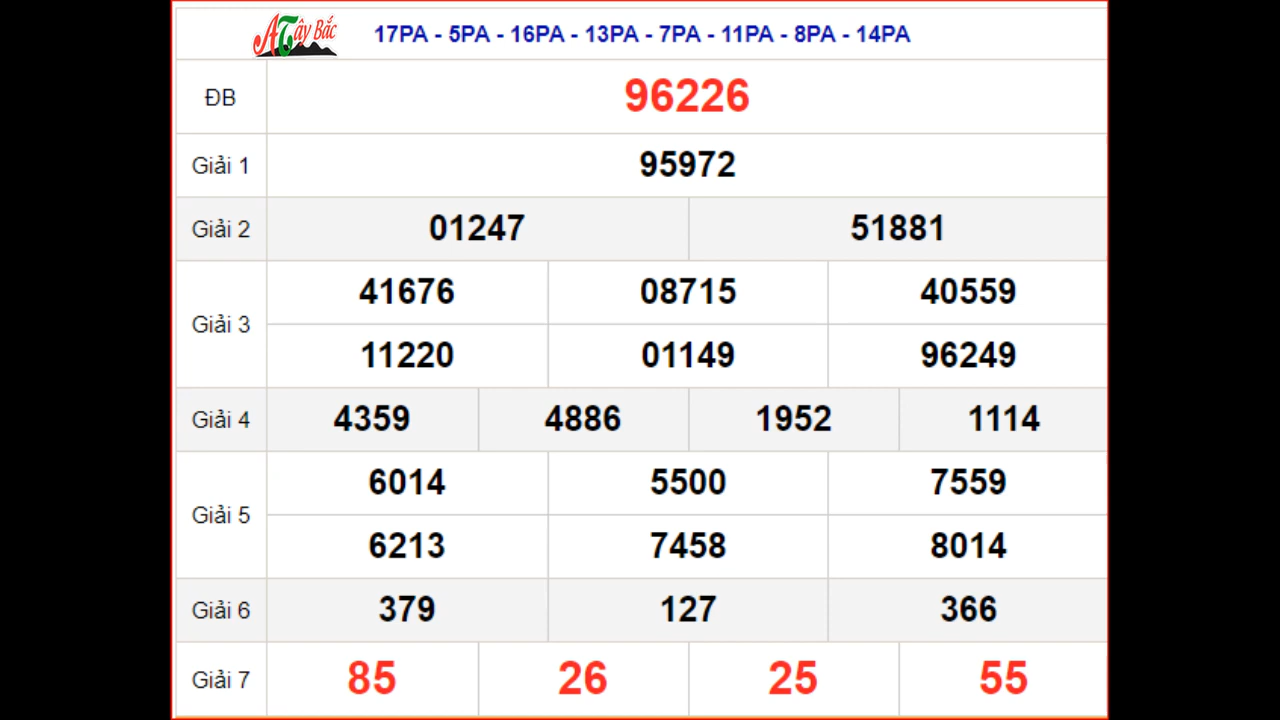 ATây Bắc 17PA - 5PA - 16PA - 13PA - 7PA - 11PA - 8PA - 14PA
ĐB 96226
Giải 1 95972
Giải 2 01247 51881
Giải 3 41676 08715 40559
11220 01149 96249
Giải 4 4359 4886 1952 1114
Giải 5 6014 5500 7559
6213 7458 8014
Giải 6 379 127 366
Giải 7 85 26 25 55